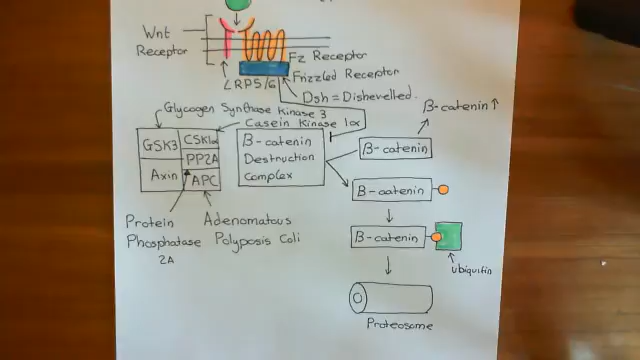 Wnt
Receptor
LRP5/6
Fz Receptor
Frizzled Receptor
Dsh = Dishevelled
Glycogen Synthase Kinase 3
Casein Kinase 1α
β-catenin ↑
GSK3
CSK1α
PP2A
Axin
APC
β-catenin
Destruction
Complex
β-catenin
β-catenin
β-catenin
ubiquitin
Protein
Phosphatase
2A
Adenomatous
Polyposis Coli
Proteosome